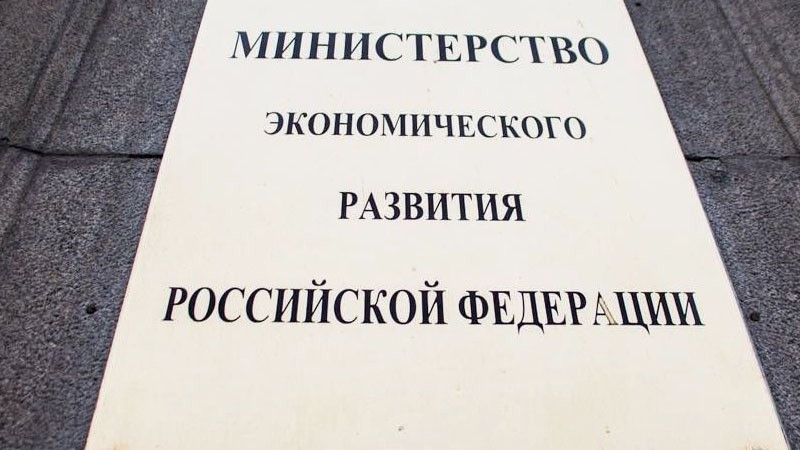 МИНИСТЕРСТВО
ЭКОНОМИЧЕСКОГО
РАЗВИТИЯ
РОССИЙСКОЙ ФЕДЕРАЦИИ